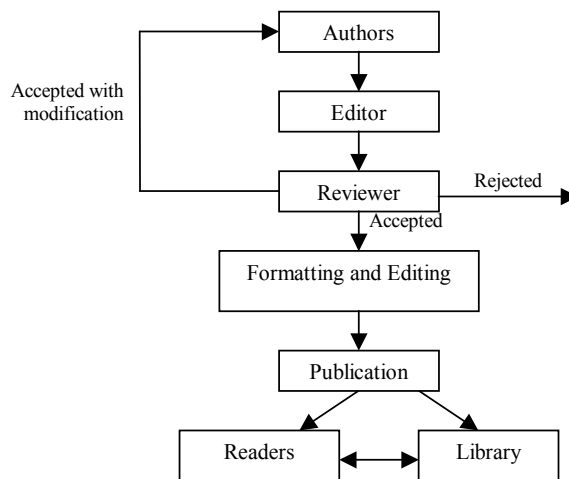 Authors
Accepted with
modification
Editor
Reviewer
Rejected
Accepted
Formatting and Editing
Publication
Readers
Library